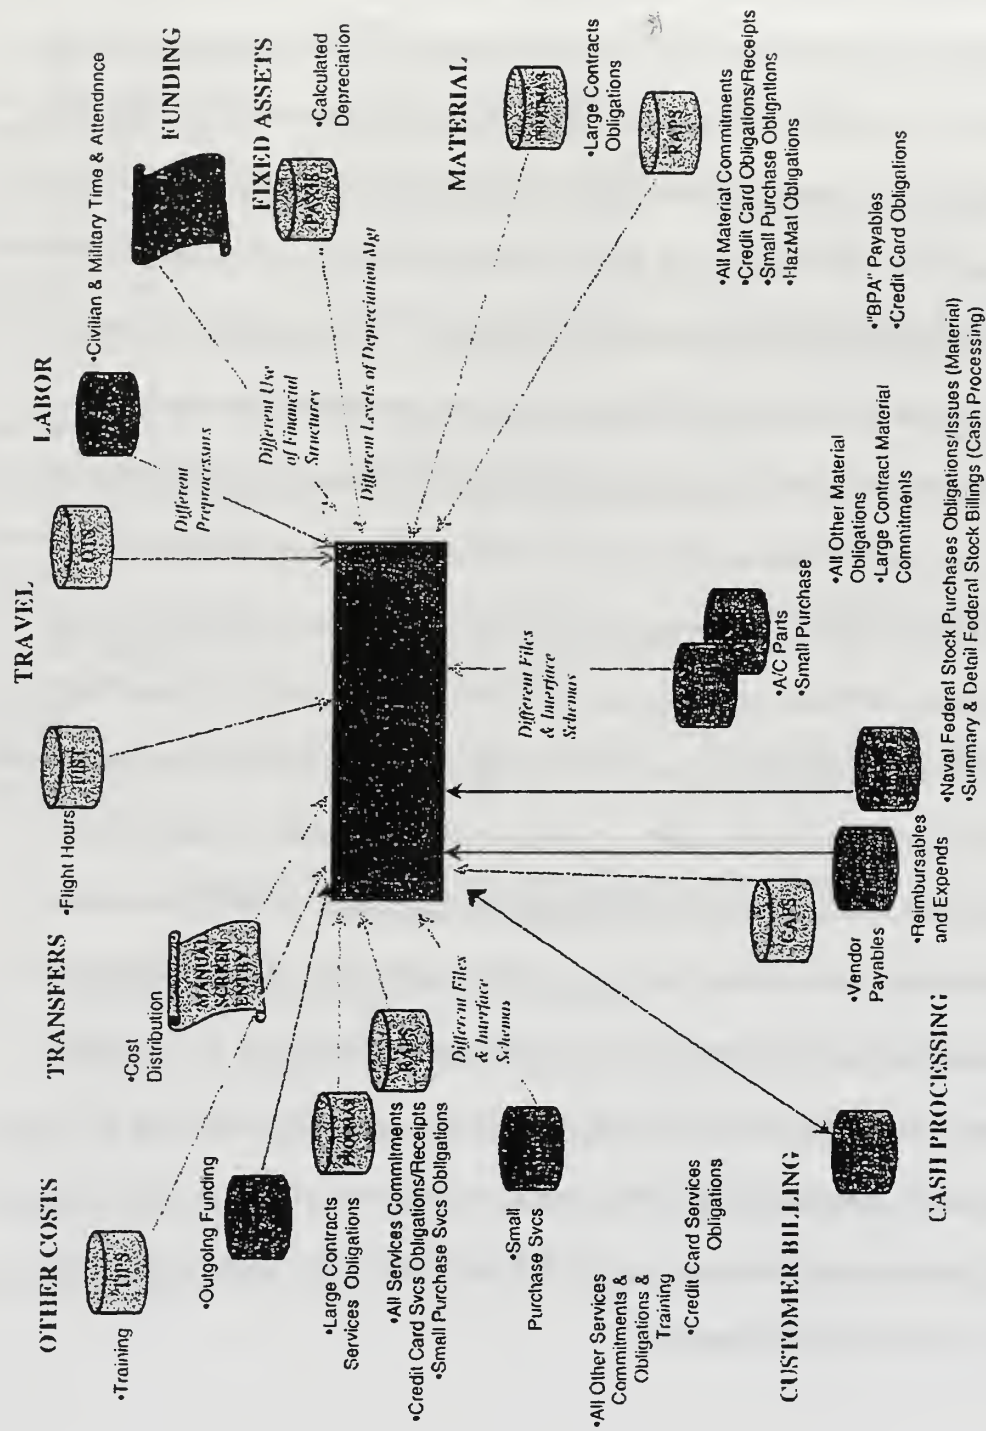 OTHER COSTS
TIPS
•Training
•Outgoing Funding
•Large Contracts
Services Obligations
PROCMAS
•All Services Commitments
•Credit Card Svcs Obligations/Receipts
•Small Purchase Svcs Obligations
RAPS
Different Files
& Interface
Schemas
•Small
Purchase Svcs
•All Other Services
Commitments &
Obligations &
Training
•Credit Card Services
Obligations
TRANSFERS
•Cost
Distribution
MANUAL
SCREEN
ENTRY
•Flight Hours
TRAVEL
OTS
LABOR
•Civilian & Military Time & Attendnce
Different
Preprocessors
FUNDING
Different Use
of Financial
Structures
FIXED ASSETS
•Calculated
Depreciation
Different Levels of Depreciation Mgt
MATERIAL
PROCMAS
•Large Contracts
Obligations
RAPS
•All Material Commitments
•Credit Card Obligations/Receipts
•Small Purchase Obligations
•HazMat Obligations
•"BPA" Payables
•Credit Card Obligntions
Different Files
& Interface
Schemas
•A/C Parts
•Small Purchase
•All Other Material
Obligations
•Large Contract Material
Commitments
CUSTOMER BILLING
CASH PROCESSING
CAPS
•Vendor
Payables
•Reimbursables
and Expends
•Naval Federal Stock Purchases Obligations/Issues (Material)
•Summary & Detail Federal Stock Billings (Cash Processing)